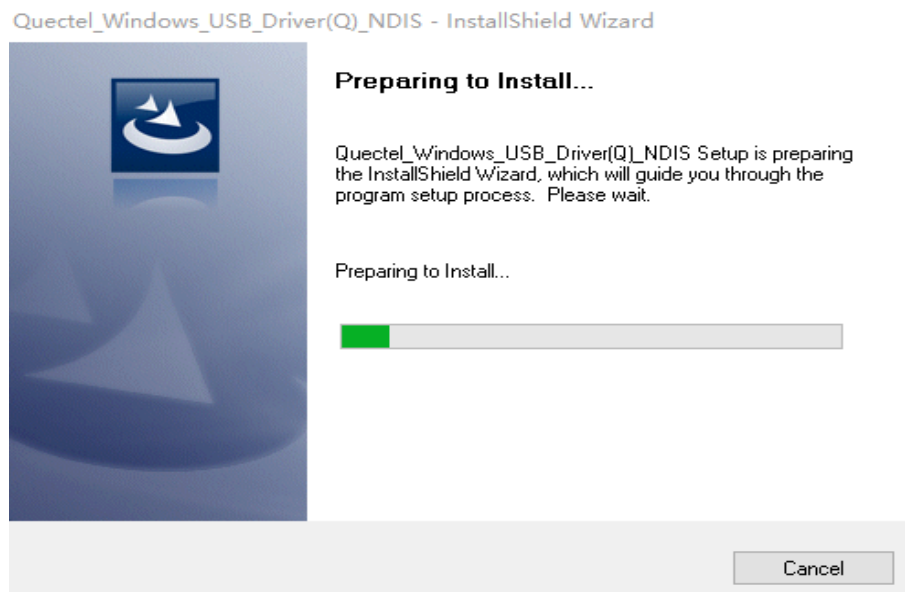 Quectel_Windows_USB_Driver(Q)_NDIS - InstallShield Wizard
Preparing to Install...
Quectel_Windows_USB_Driver(Q)_NDIS Setup is preparing
the InstallShield Wizard, which will guide you through the
program setup process.  Please wait.
Preparing to Install...
Cancel